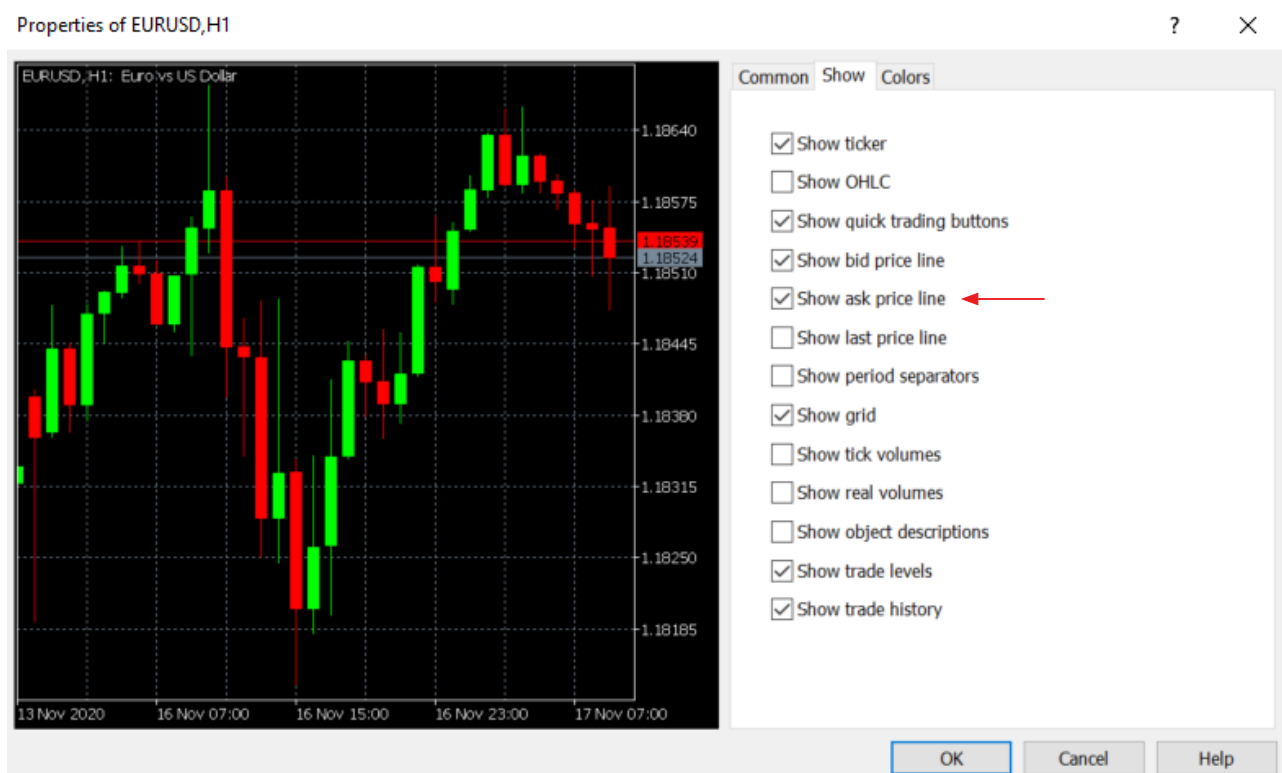 Properties of EURUSD,H1
?
EURUSD,H1: Euro vs US Dollar
1.18640
1.18575
1.18539
1.18524
1.18510
1.18445
1.18380
1.18315
1.18250
1.18185
13 Nov 2020
16 Nov 07:00
16 Nov 15:00
16 Nov 23:00
17 Nov 07:00
Common Show Colors
Show ticker
Show OHLC
Show quick trading buttons
Show bid price line
Show ask price line
Show last price line
Show period separators
Show grid
Show tick volumes
Show real volumes
Show object descriptions
Show trade levels
Show trade history
OK Cancel Help